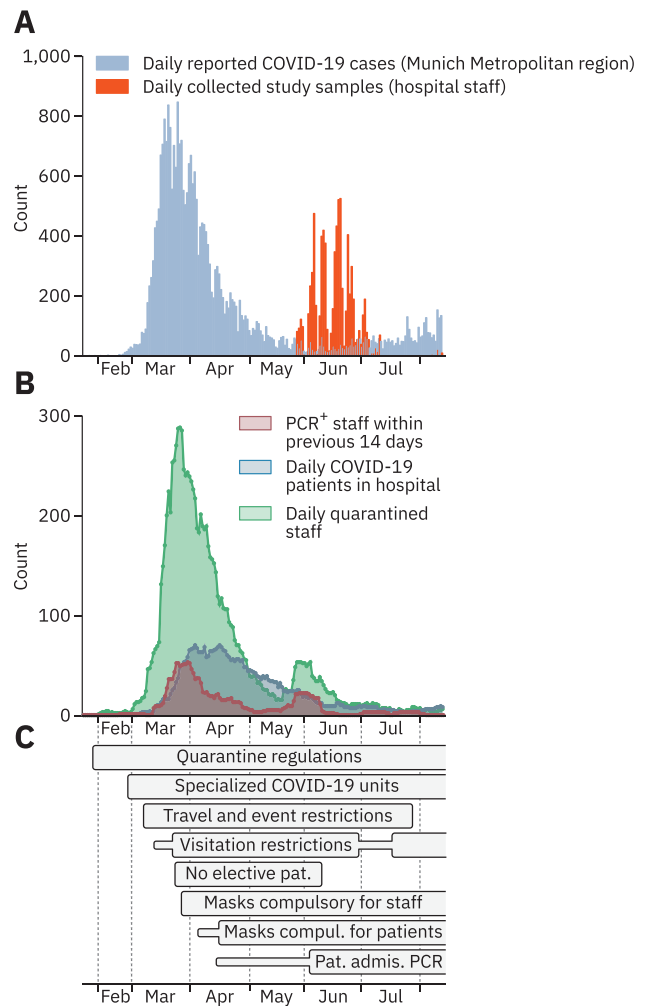 A
1,000
Daily reported COVID-19 cases (Munich Metropolitan region)
Daily collected study samples (hospital staff)
800
600
400
200
0
Count
Feb Mar Apr May Jun Jul
B
300
PCR+ staff within
previous 14 days
Daily COVID-19
patients in hospital
Daily quarantined
staff
200
100
0
Count
Feb Mar Apr May Jun Jul
C
Quarantine regulations
Specialized COVID-19 units
Travel and event restrictions
Visitation restrictions
No elective pat.
Masks compulsory for staff
Masks compul. for patients
Pat. admis. PCR
Feb Mar Apr May Jun Jul